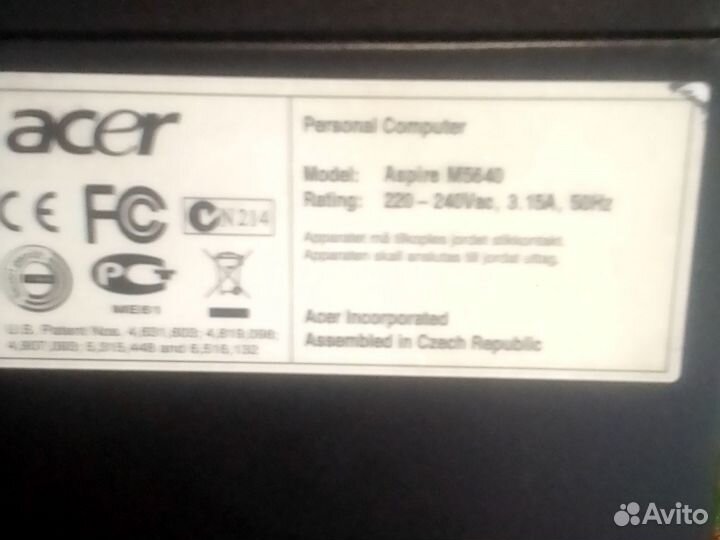 acer
CE FC N214
PG
ME61
U.S. Patent Nos. 4,631,603; 4,819,098;
4,907,093; 5,315,448 and 6,516,132
Personal Computer
Model: Aspire M5640
Rating: 220-240Vac, 3.15A, 50Hz
Apparatet må tilkoples jordet stikkontakt.
Apparaten skall anslutas till jordat uttag.
Acer Incorporated
Assembled in Czech Republic
Avito